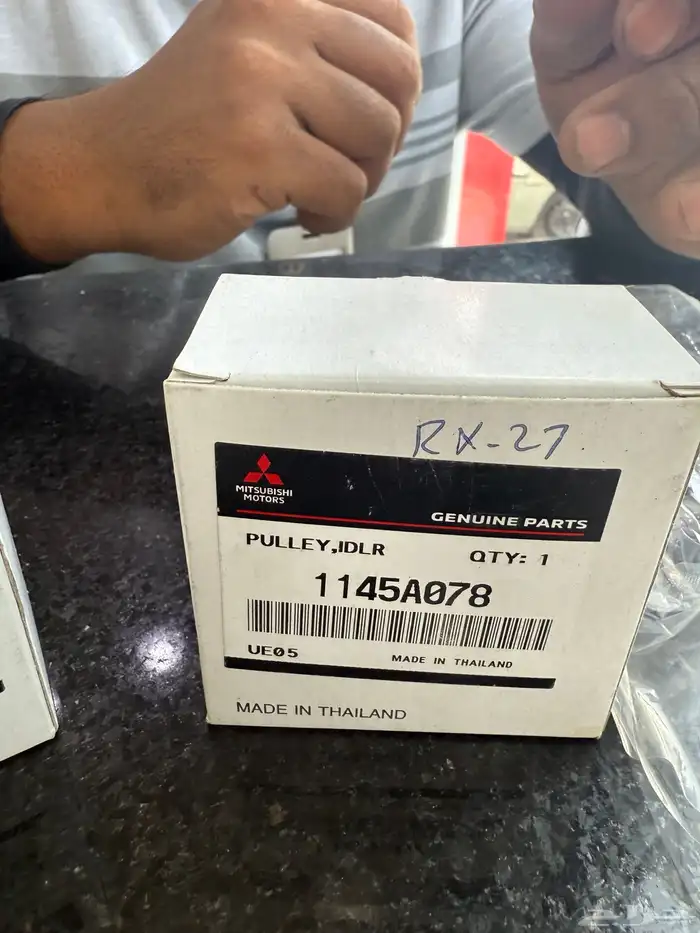 RX-27
MITSUBISHI
MOTORS
GENUINE PARTS
PULLEY,IDLR QTY: 1
1145A078
UE05 MADE IN THAILAND
MADE IN THAILAND